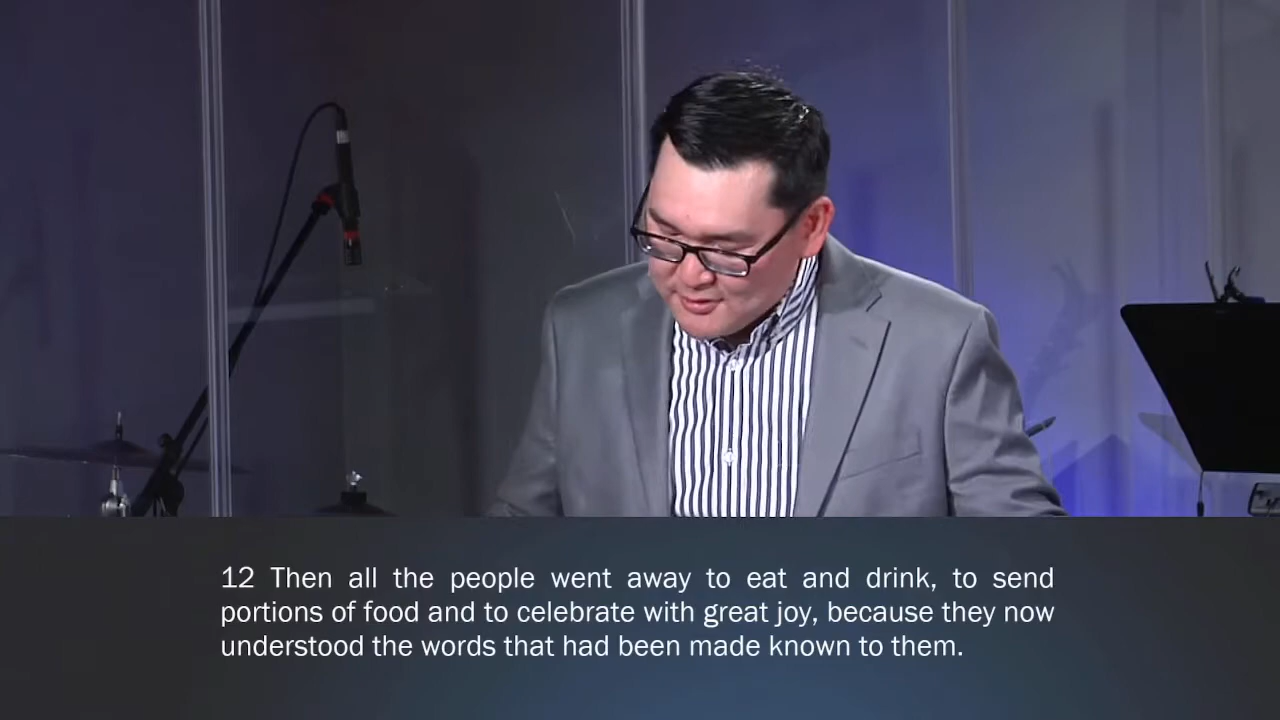 12 Then all the people went away to eat and drink, to send
portions of food and to celebrate with great joy, because they now
understood the words that had been made known to them.